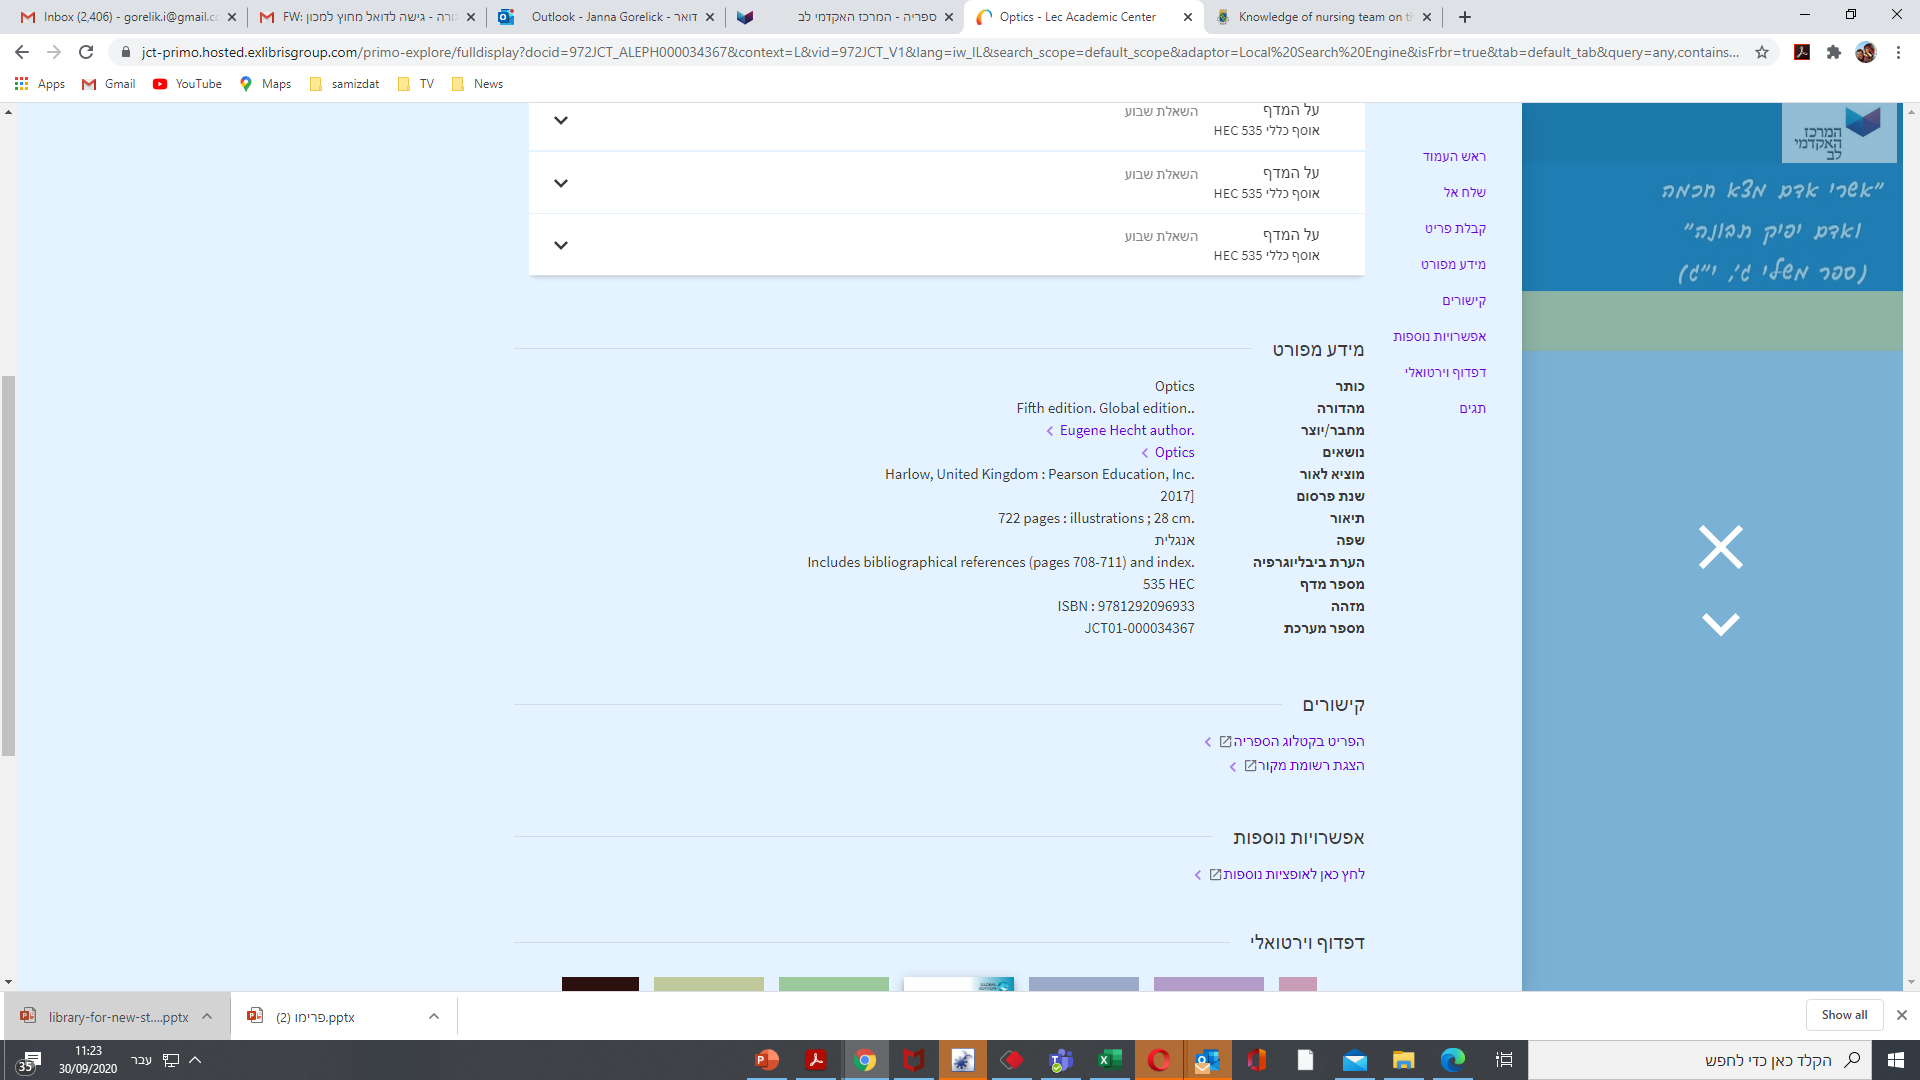 Inbox (2,406) - gorelik.i@gmail.co
FW: גורה - גישה לדואל מחוץ למכון
Outlook - Janna Gorelick - דואר
ספריה - המרכז האקדמי לב
Optics - Lec Academic Center
Knowledge of nursing team on th
jct-primo.hosted.exlibrisgroup.com/primo-explore/fulldisplay?docid=972JCT_ALEPH000034367&context=L&vid=972JCT_V1&lang=iw_IL&search_scope=default_scope&adaptor=Local%20Search%20Engine&isFrbr=true&tab=default_tab&query=any,contains...
Apps Gmail YouTube Maps samizdat TV News
המרכז
האקדמי
לב
"אשרי אדם מצא חכמה
ואדם יפיק תבונה"
(ספר משלי ג', י"ג)
ראש העמוד
שלח אל
קבלת פריט
מידע מפורט
קישורים
אפשרויות נוספות
דפדוף וירטואלי
תגים
על המדף השאלת שבוע
אוסף כללי HEC 535
על המדף השאלת שבוע
אוסף כללי HEC 535
על המדף השאלת שבוע
אוסף כללי HEC 535
מידע מפורט
כותר Optics
מהדורה Fifth edition. Global edition..
מחבר/יוצר Eugene Hecht author.
נושאים Optics
מוציא לאור Harlow, United Kingdom : Pearson Education, Inc.
שנת פרסום 2017]
תיאור 722 pages : illustrations ; 28 cm.
שפה אנגלית
הערת ביבליוגרפיה Includes bibliographical references (pages 708-711) and index.
מספר מדף 535 HEC
מזהה ISBN : 9781292096933
מספר מערכת JCT01-000034367
קישורים
הפריט בקטלוג הספריה
הצגת רשומת מקור
אפשרויות נוספות
לחץ כאן לאופציות נוספות
דפדוף וירטואלי
GLOBAL
EDITION
library-for-new-st....pptx
פרימו (2).pptx
Show all
35
11:23
30/09/2020
עבר
הקלד כאן כדי לחפש